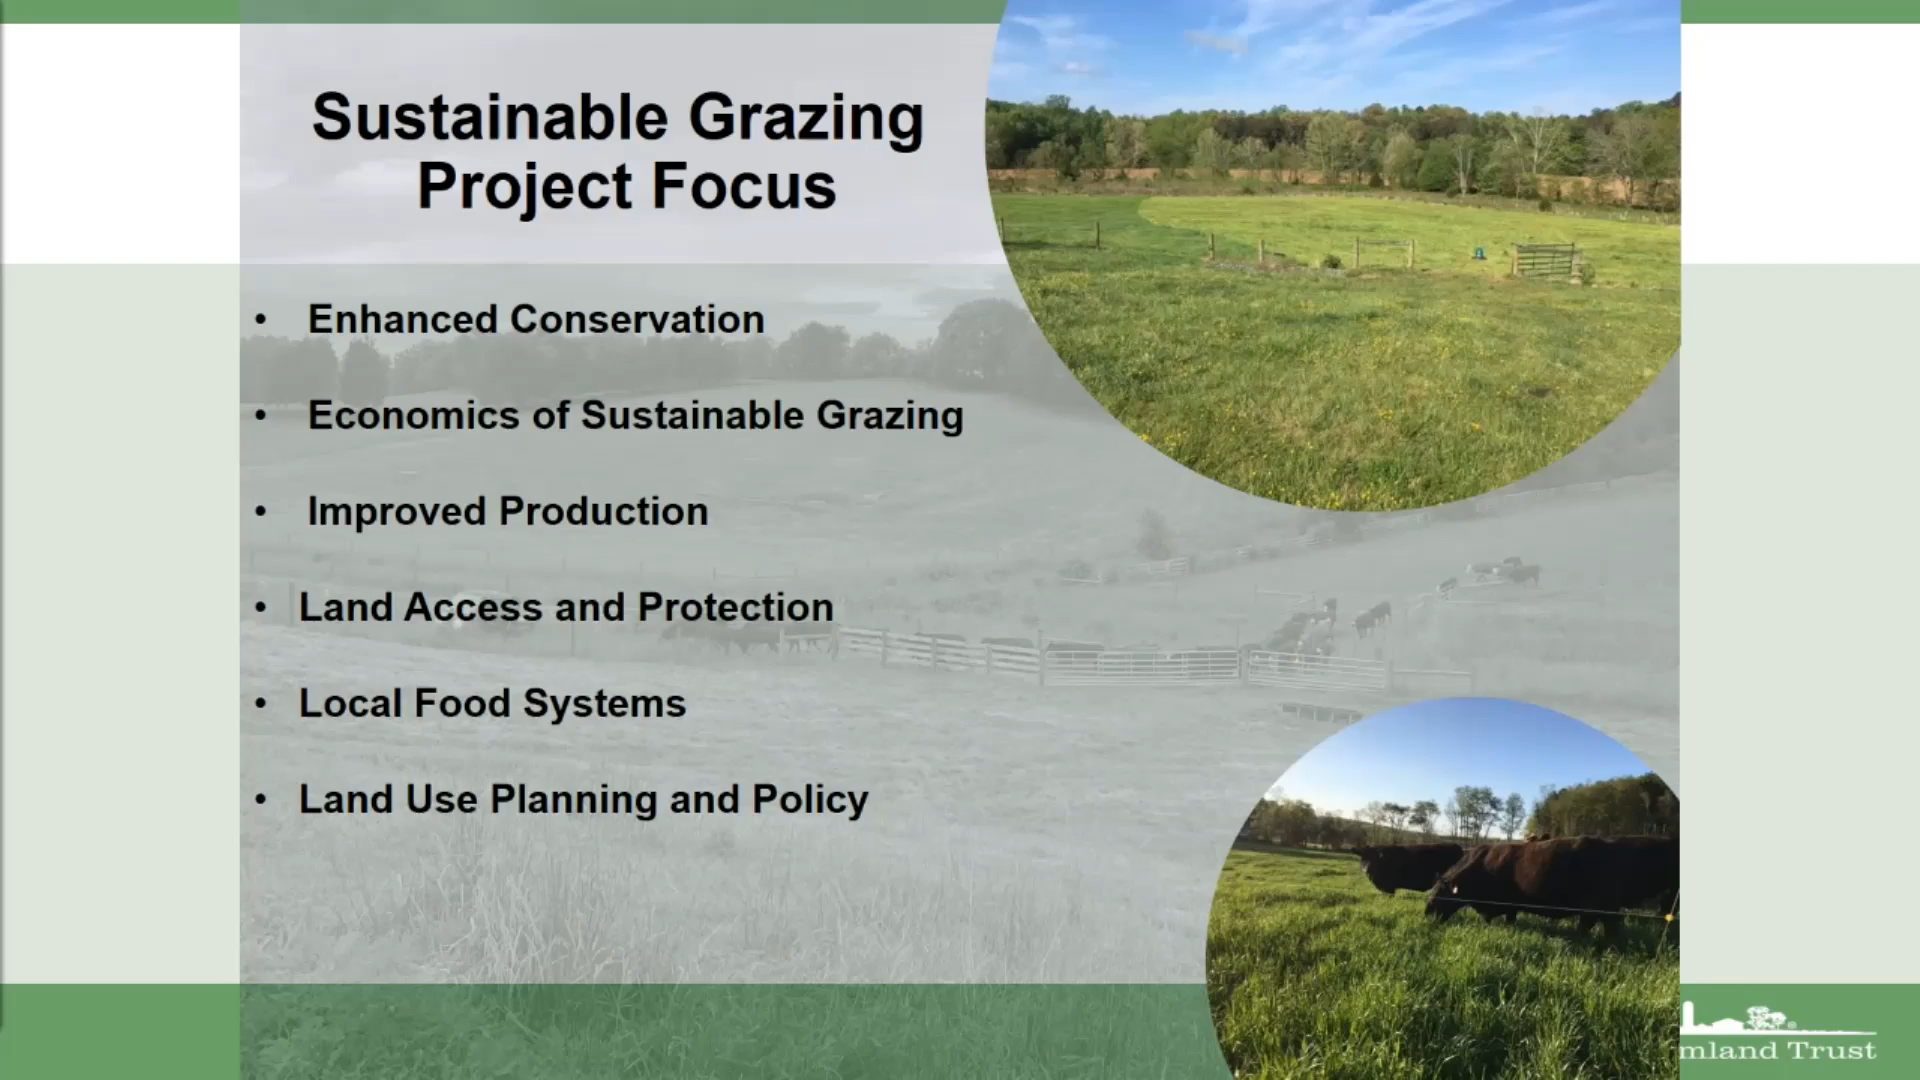 Sustainable Grazing
Project Focus
• Enhanced Conservation
• Economics of Sustainable Grazing
• Improved Production
• Land Access and Protection
• Local Food Systems
• Land Use Planning and Policy
mland Trust